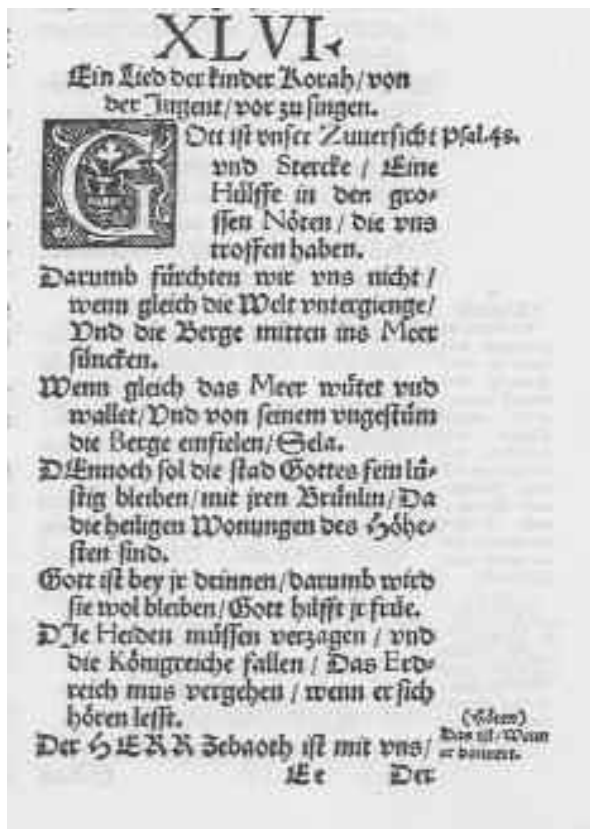 XLVI.
Ein Lied der kinder Korah/von
der Jugent/vor zu singen.
GOtt ist vnser Zuuersicht Psal.48.
vnd Stercke / Eine
Hülffe in den gros-
sen Nöten / die vns
troffen haben.
Darumb fürchten wir vns nicht /
wenn gleich die Welt vntergienge/
Vnd die Berge mitten ins Meer
süncken.
Wenn gleich das Meer wütet vnd
wallet/Vnd von seinem vngestüm
die Berge einfielen/Sela.
DEnnoch sol die stad Gottes fein lü-
stig bleiben/mit jren Brünlin/Da
die heiligen Wonungen des Höhe-
sten sind.
Gott ist bey jr drinnen/darumb wird
sie wol bleiben/Gott hilfft jr früe.
DJe Heiden müssen verzagen / vnd
die Königreiche fallen / Das Erd-
reich mus vergehen / wenn er sich
hören lesst.
(Hören)
Das ist/Wenn
er donnert.
Der HERR Zebaoth ist mit vns/
Ee Der